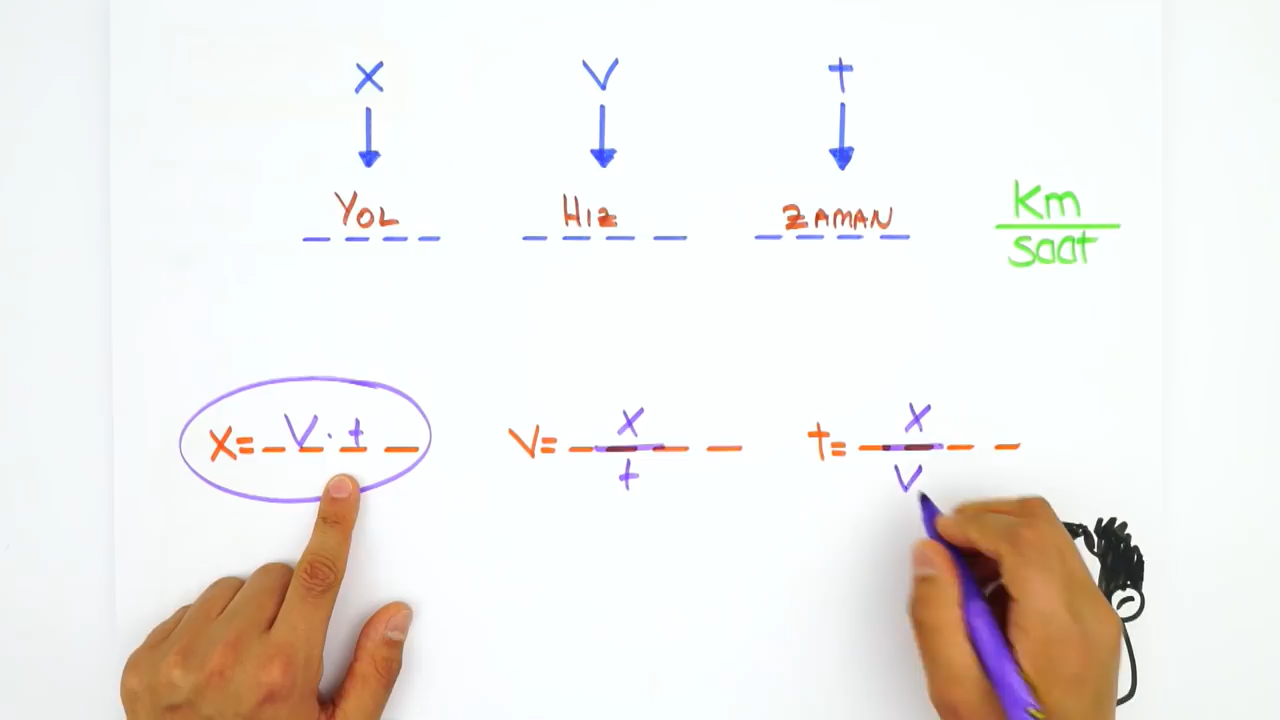 X V t
YOL HIZ ZAMAN
Km
saat
X= V . t
V= x
t
t= x
V